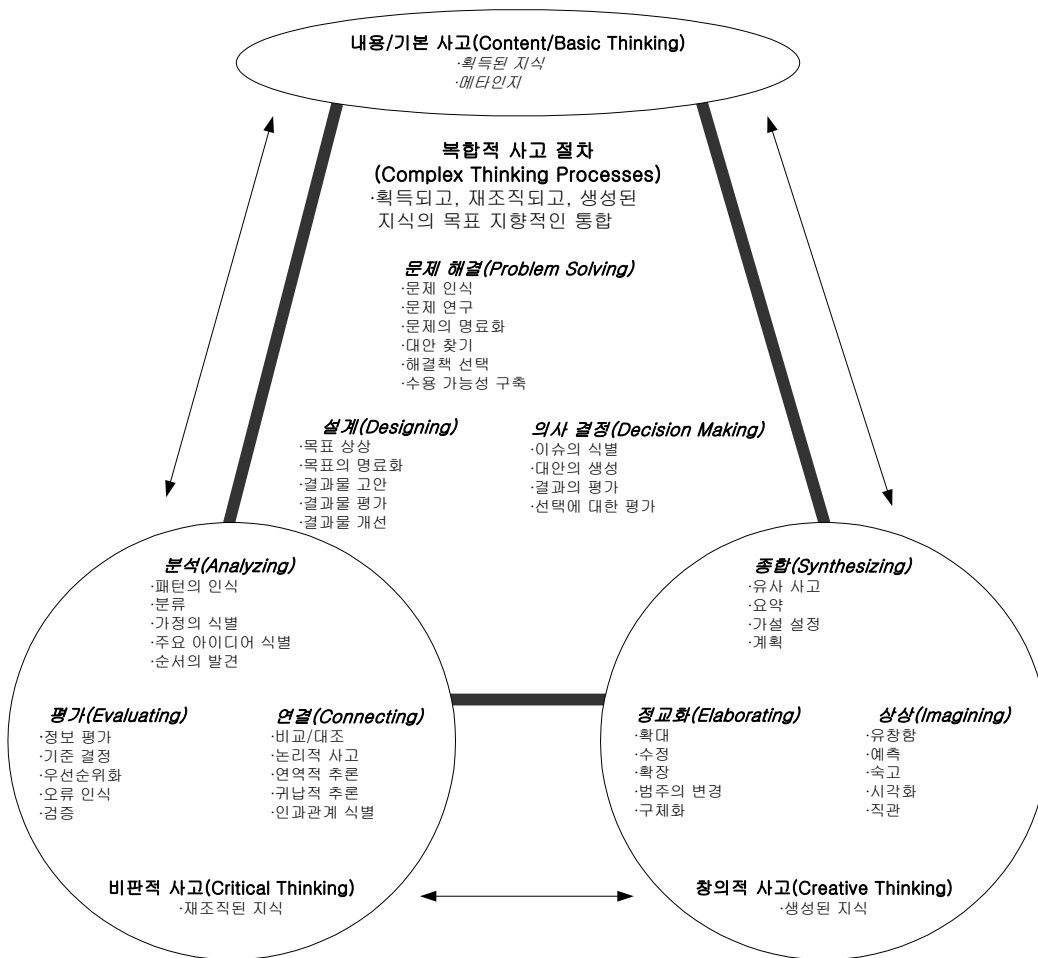 내용/기본 사고(Content/Basic Thinking)
·획득된 지식
·메타인지
복합적 사고 절차
(Complex Thinking Processes)
·획득되고, 재조직되고, 생성된
지식의 목표 지향적인 통합
문제 해결(Problem Solving)
·문제 인식
·문제 연구
·문제의 명료화
·대안 찾기
·해결책 선택
·수용 가능성 구축
설계(Designing)
·목표 상상
·목표의 명료화
·결과물 고안
·결과물 평가
·결과물 개선
의사 결정(Decision Making)
·이슈의 식별
·대안의 생성
·결과의 평가
·선택에 대한 평가
분석(Analyzing)
·패턴의 인식
·분류
·가정의 식별
·주요 아이디어 식별
·순서의 발견
평가(Evaluating)
·정보 평가
·기준 결정
·우선순위화
·오류 인식
·검증
연결(Connecting)
·비교/대조
·논리적 사고
·연역적 추론
·귀납적 추론
·인과관계 식별
비판적 사고(Critical Thinking)
·재조직된 지식
종합(Synthesizing)
·유사 사고
·요약
·가설 설정
·계획
정교화(Elaborating)
·확대
·수정
·확장
·범주의 변경
·구체화
상상(Imagining)
·유창함
·예측
·숙고
·시각화
·직관
창의적 사고(Creative Thinking)
·생성된 지식